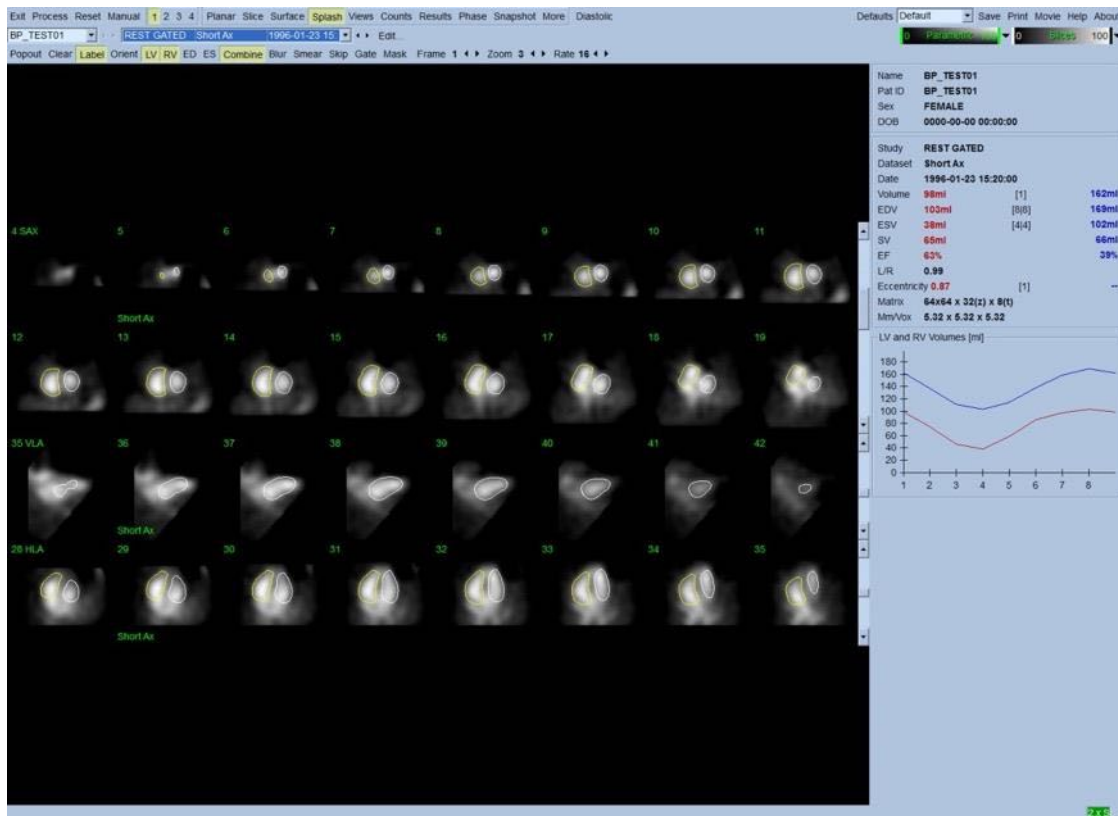 Exit Process Reset Manual 1 2 3 4 Planar Slice Surface Splash Views Counts Results Phase Snapshot More Diastolic Defaults Default Save Print Movie Help Abou
BP_TEST01 REST GATED Short Ax 1996-01-23 15: Edit...
0 Parametric 0 Slices 100
Popout Clear Label Orient LV RV ED ES Combine Blur Smear Skip Gate Mask Frame 1 Zoom 3 Rate 16
Name BP_TEST01
Pat ID BP_TEST01
Sex FEMALE
DOB 0000-00-00 00:00:00
Study REST GATED
Dataset Short Ax
Date 1996-01-23 15:20:00
Volume 98ml [1] 162ml
EDV 103ml [8|8] 169ml
ESV 38ml [4|4] 102ml
SV 65ml 66ml
EF 63% 39%
L/R 0.99
Eccentricity 0.87 [1] --
Matrix 64x64 x 32(z) x 8(t)
Mm/Vox 5.32 x 5.32 x 5.32
LV and RV Volumes [ml]
180
160
140
120
100
80
60
40
20
0
1 2 3 4 5 6 7 8
4 SAX 5 6 7 8 9 10 11
Short Ax
12 13 14 15 16 17 18 19
35 VLA 36 37 38 39 40 41 42
Short Ax
28 HLA 29 30 31 32 33 34 35
Short Ax